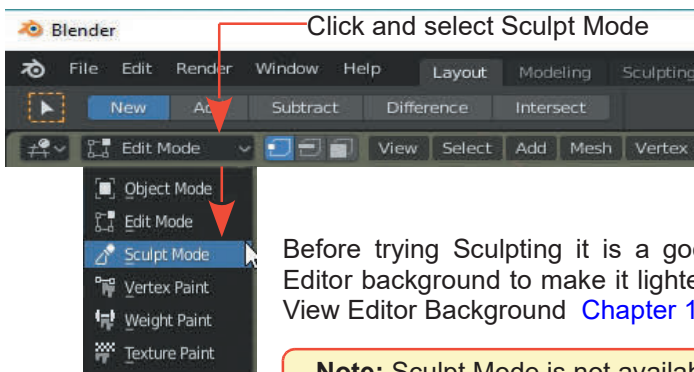 Click and select Sculpt Mode
Blender
File Edit Render Window Help Layout Modeling Sculpting
New Subtract Difference Intersect
Edit Mode View Select Add Mesh Vertex
Object Mode
Edit Mode
Sculpt Mode
Vertex Paint
Weight Paint
Texture Paint
Before trying Sculpting it is a
Editor background to make it
View Editor Background Chapter 1
Note: Sculpt Mode is not